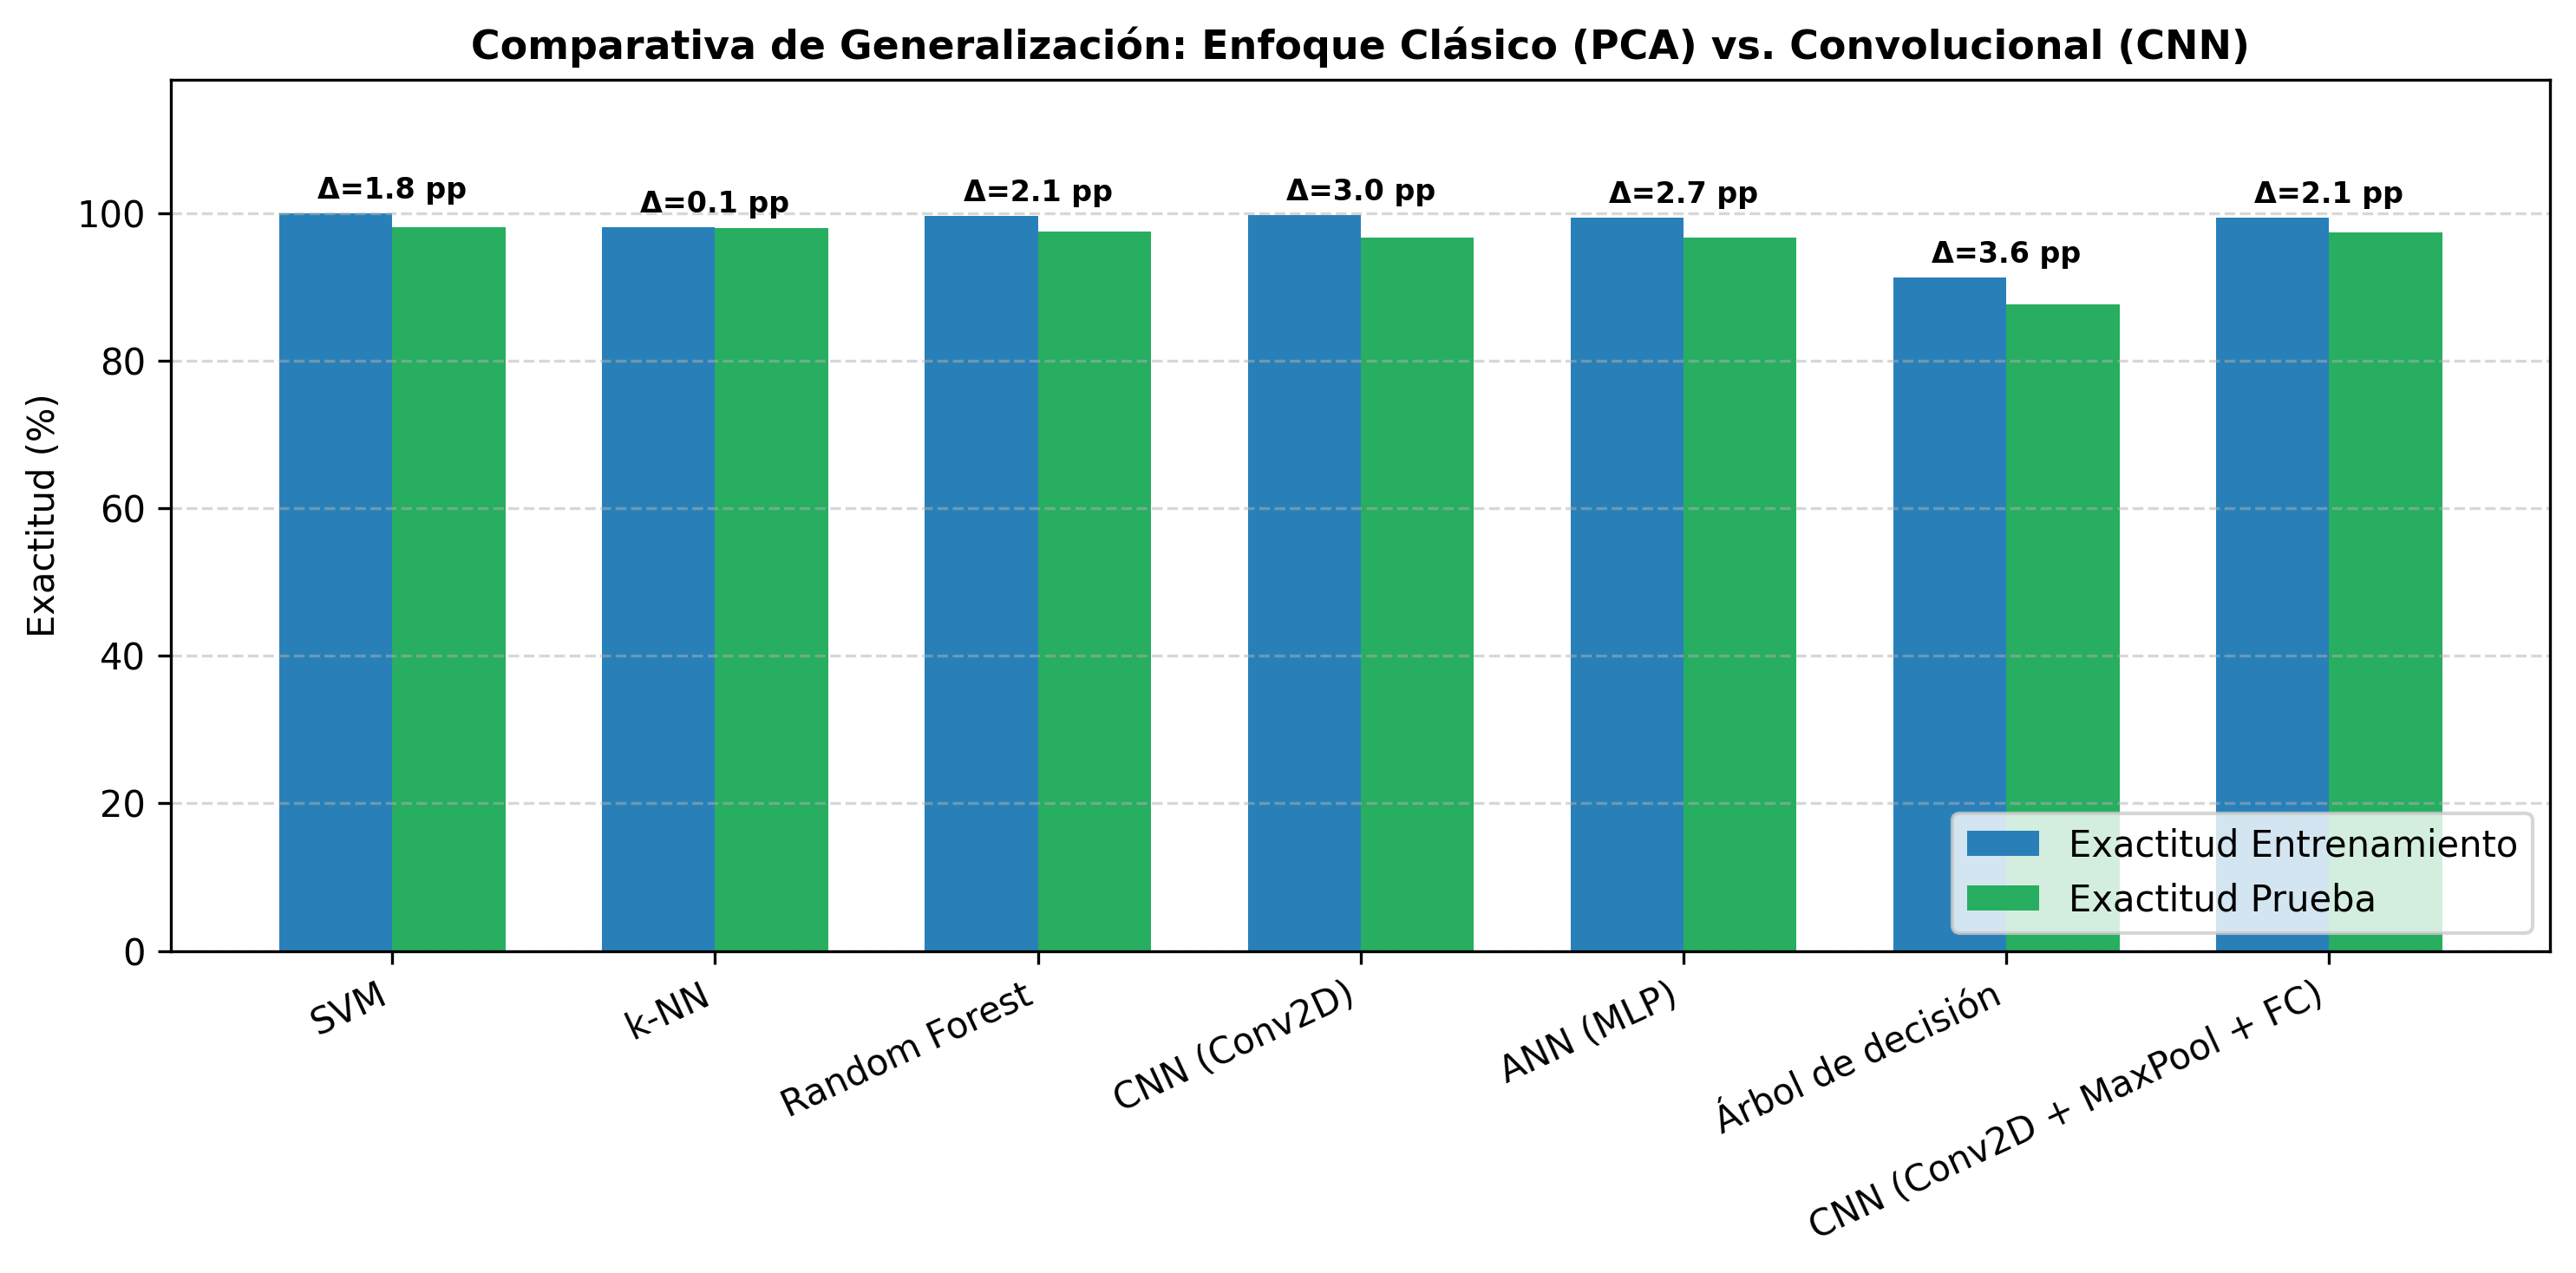 Comparativa de Generalización: Enfoque Clásico (PCA) vs. Convolucional (CNN)
Exactitud (%)
100
80
60
40
20
0
Δ=1.8 pp
Δ=0.1 pp
Δ=2.1 pp
Δ=3.0 pp
Δ=2.7 pp
Δ=3.6 pp
Δ=2.1 pp
Exactitud Entrenamiento
Exactitud Prueba
SVM
k-NN
Random Forest
CNN (Conv2D)
ANN (MLP)
Árbol de decisión
CNN (Conv2D + MaxPool + FC)